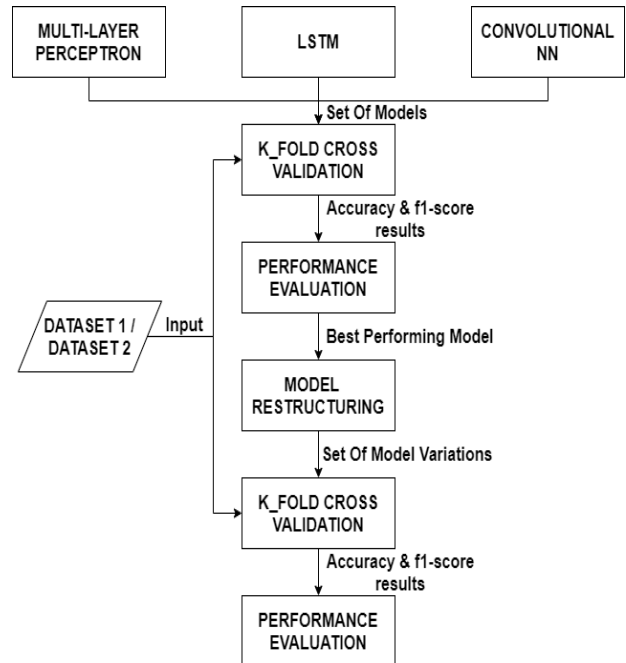 MULTI-LAYER
PERCEPTRON
LSTM
CONVOLUTIONAL
NN
Set Of Models
K_FOLD CROSS
VALIDATION
Accuracy & f1-score
results
PERFORMANCE
EVALUATION
DATASET 1 /
DATASET 2
Input
Best Performing Model
MODEL
RESTRUCTURING
Set Of Model Variations
K_FOLD CROSS
VALIDATION
Accuracy & f1-score
results
PERFORMANCE
EVALUATION